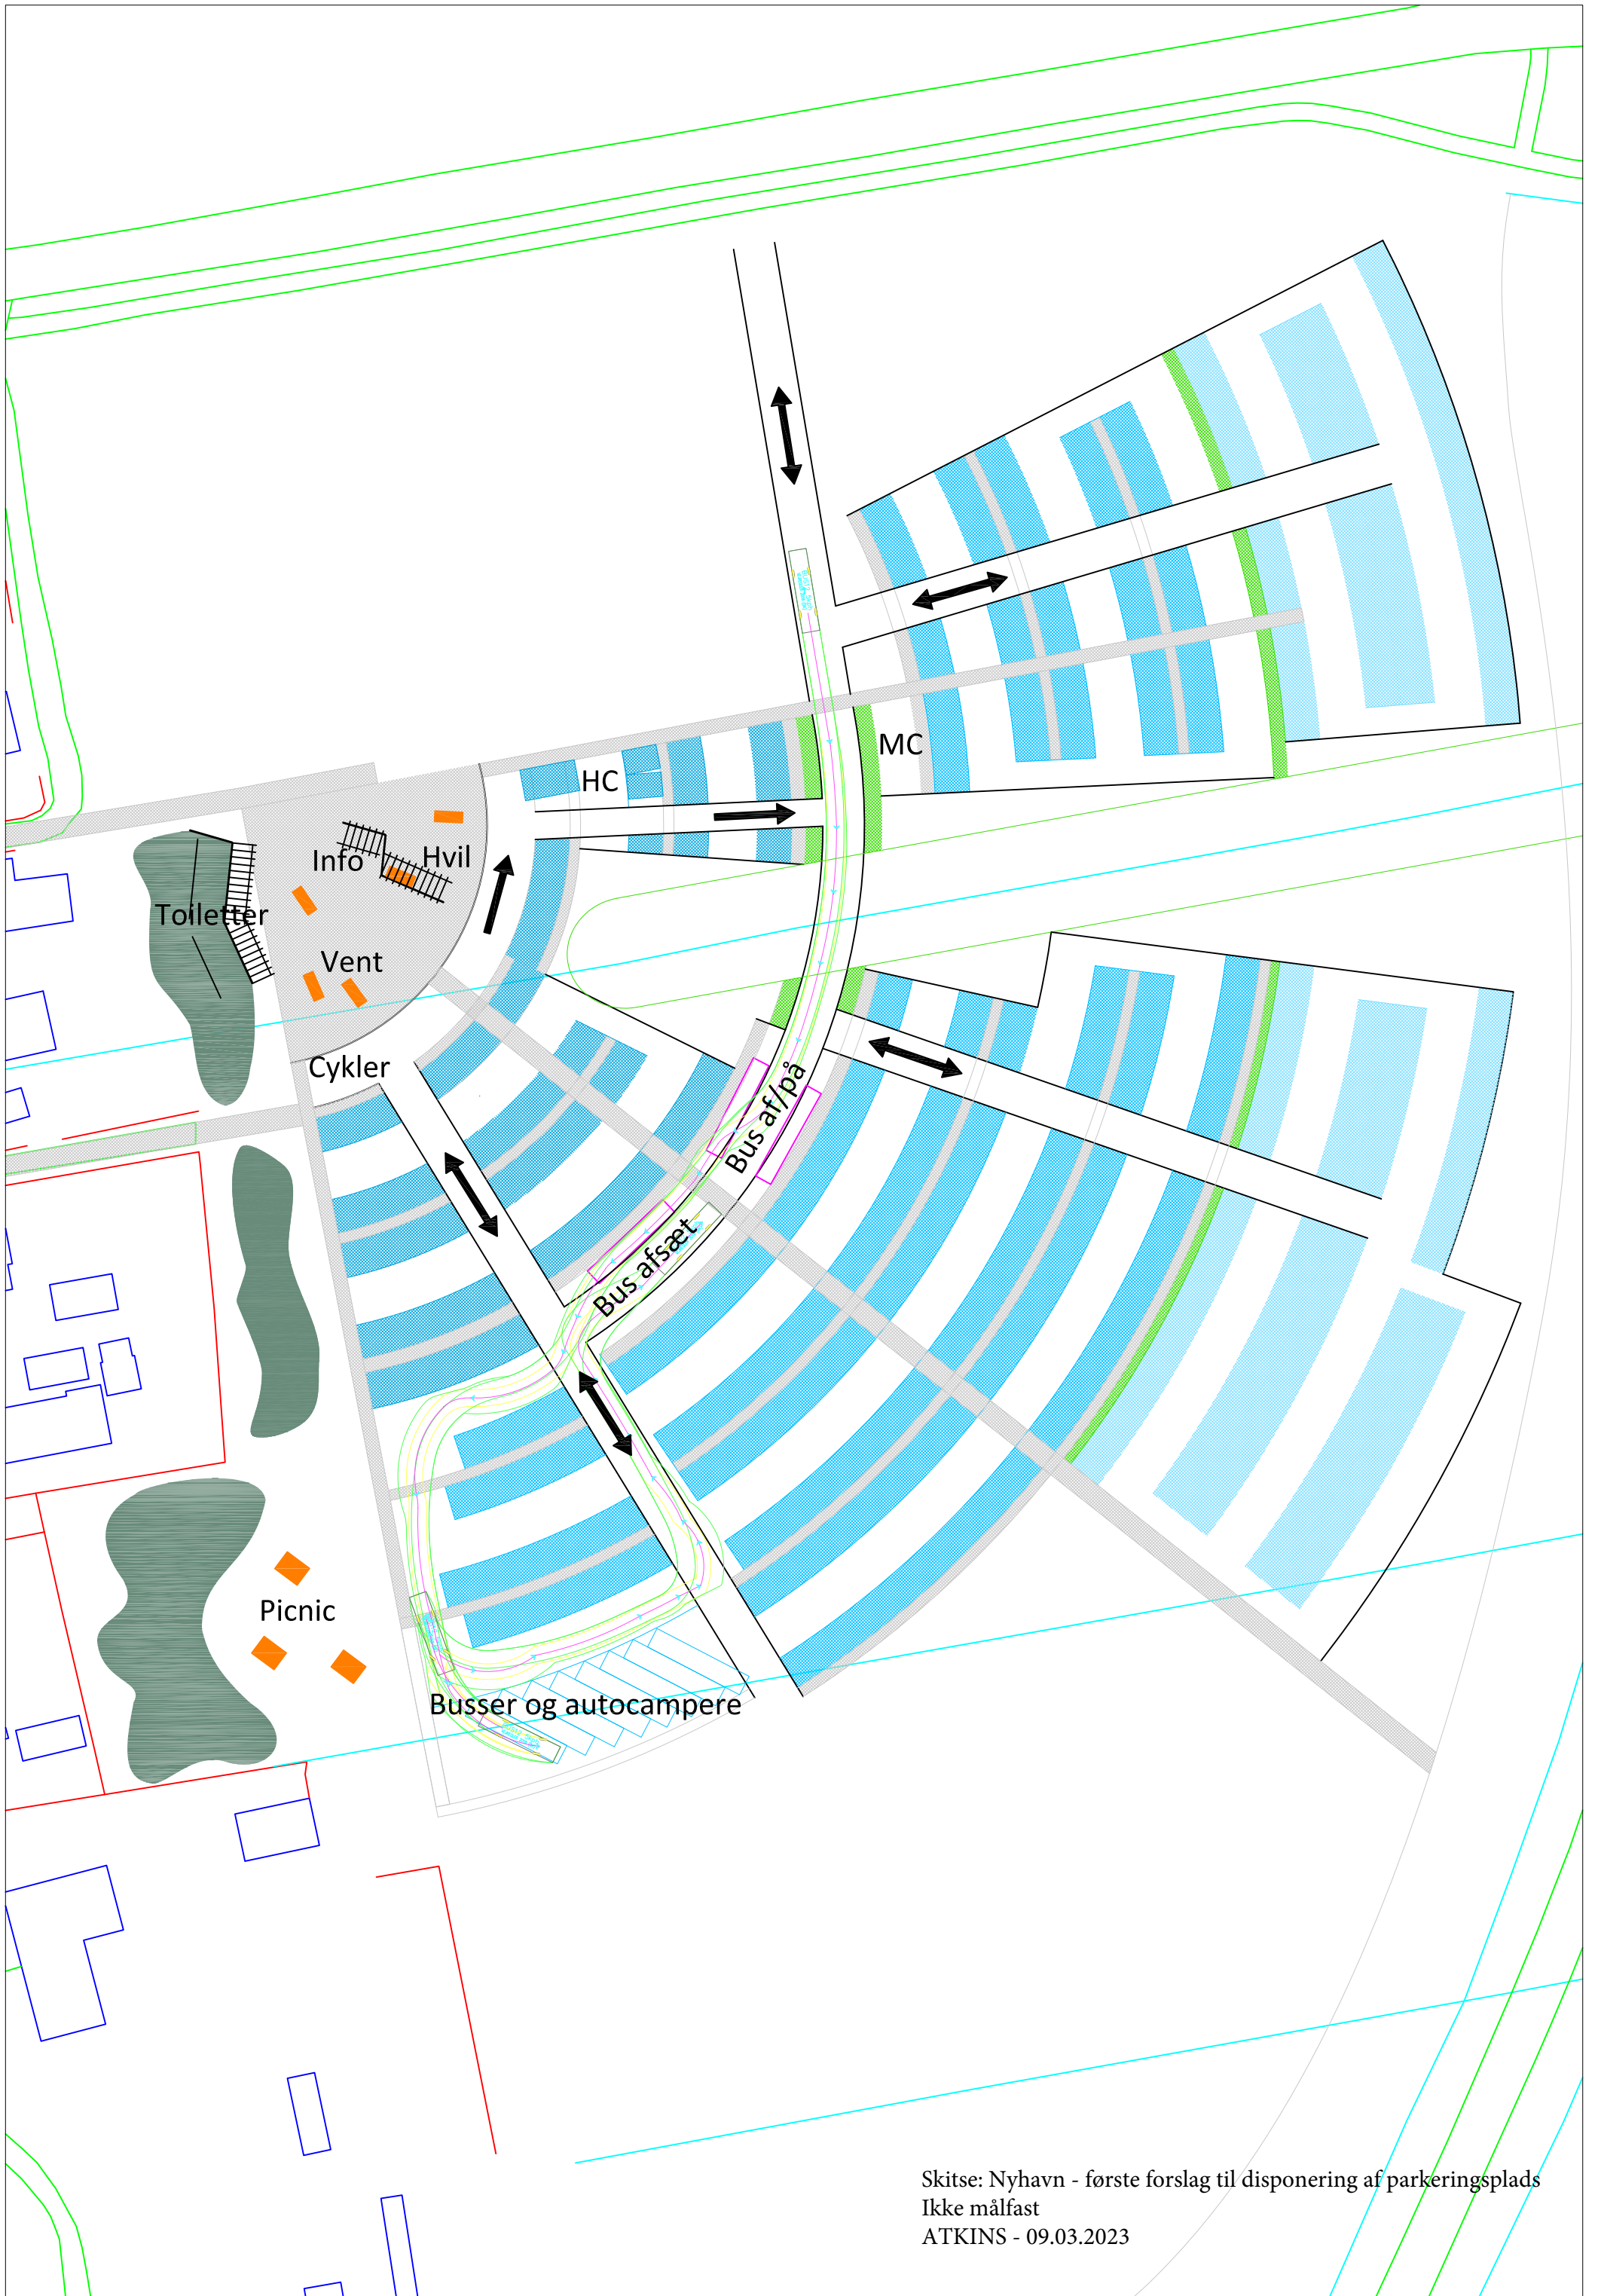 MC
HC
Info
Hvil
Toiletter
Vent
Cykler
Bus af/på
Bus afsæt
Picnic
Busser og autocampere
Skitse: Nyhavn - første forslag til disponering af parkeringsplads
Ikke målfast
ATKINS - 09.03.2023